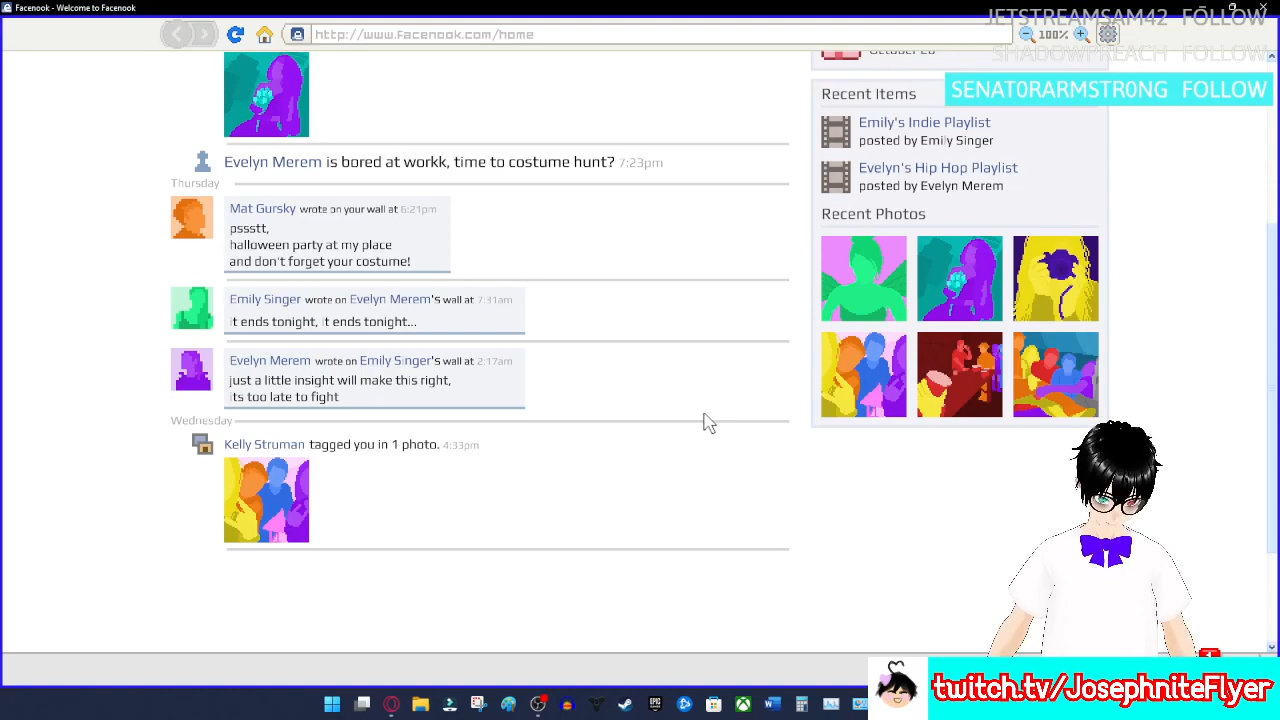 Facenook - Welcome to Facenook
JETSTREAMSAM42 FOLLOW
http://www.facenook.com/home
100%
SHADOWPREACH FOLLOW
SENAT0RARMSTR0NG FOLLOW
Recent Items
Emily's Indie Playlist
posted by Emily Singer
Evelyn's Hip Hop Playlist
posted by Evelyn Merem
Recent Photos
Evelyn Merem is bored at workk, time to costume hunt? 7:23pm
Thursday
Mat Gursky wrote on your wall at 6:21pm
pssstt,
halloween party at my place
and don't forget your costume!
Emily Singer wrote on Evelyn Merem's wall at 7:31am
it ends tonight, it ends tonight...
Evelyn Merem wrote on Emily Singer's wall at 2:17am
just a little insight will make this right,
its too late to fight
Wednesday
Kelly Struman tagged you in 1 photo. 4:33pm
twitch.tv/JosephniteFlyer